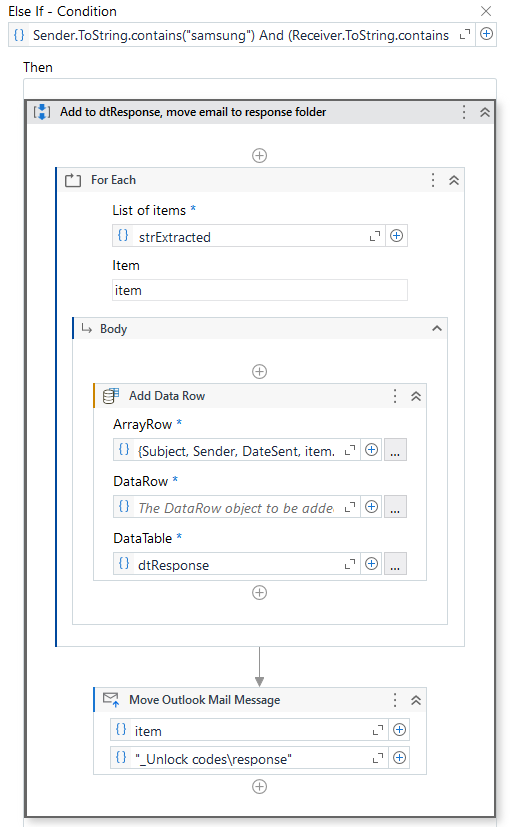 Else If - Condition
{} Sender.ToString.contains("samsung") And (Receiver.ToString.contains
Then
Add to dtResponse, move email to response folder
For Each
List of items *
{} strExtracted
Item
item
Body
Add Data Row
ArrayRow *
{} {Subject, Sender, DateSent, item.
...
DataRow *
{} The DataRow object to be adde
...
DataTable *
{} dtResponse
...
Move Outlook Mail Message
{} item
{} "_Unlock codes\response"